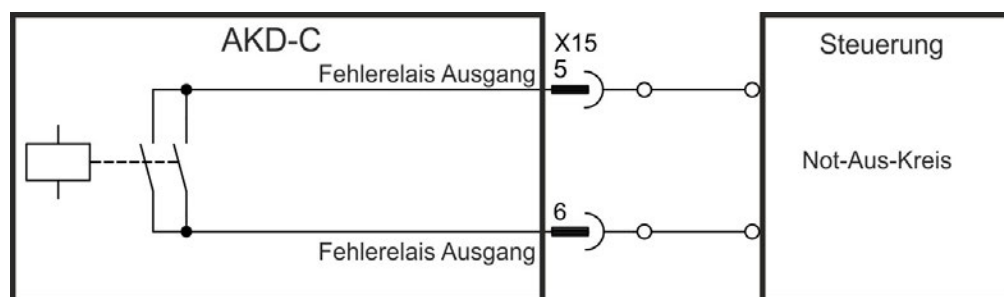 AKD-C
X15
Steuerung
Fehlerelais Ausgang
5
Not-Aus-Kreis
6
Fehlerelais Ausgang